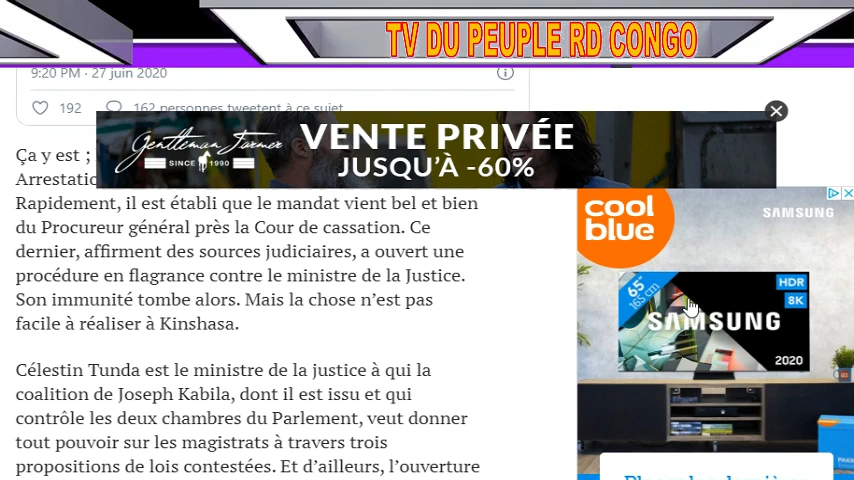 TV DU PEUPLE RD CONGO
9:20 PM · 27 juin 2020
192 162 personnes tweetent à ce sujet
Gentleman Farmer
SINCE 1990
VENTE PRIVÉE
JUSQU'À -60%
Ça y est ;
Rapidement, il est établi que le mandat vient bel et bien
du Procureur général près la Cour de cassation. Ce
dernier, affirment des sources judiciaires, a ouvert une
procédure en flagrance contre le ministre de la Justice.
Son immunité tombe alors. Mais la chose n’est pas
facile à réaliser à Kinshasa.
Célestin Tunda est le ministre de la justice à qui la
coalition de Joseph Kabila, dont il est issu et qui
contrôle les deux chambres du Parlement, veut donner
tout pouvoir sur les magistrats à travers trois
propositions de lois contestées. Et d’ailleurs, l’ouverture
cool
blue
SAMSUNG
65"
165 cm
HDR
8K
SAMSUNG
2020